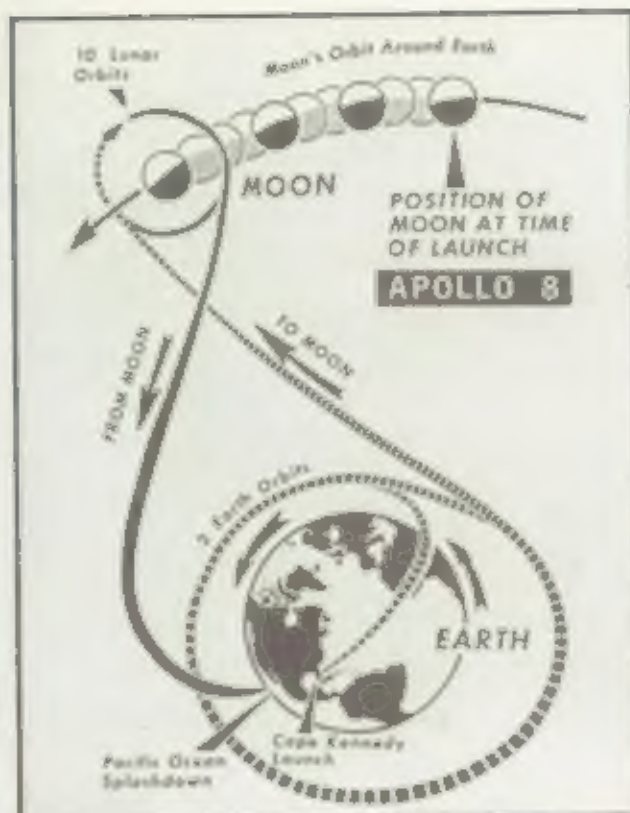 10 Lunar
Orbits
Moon's Orbit Around Earth
MOON
POSITION OF
MOON AT TIME
OF LAUNCH
APOLLO 8
TO MOON
FROM MOON
2 Earth Orbits
EARTH
Cape Kennedy
Launch
Pacific Ocean
Splashdown